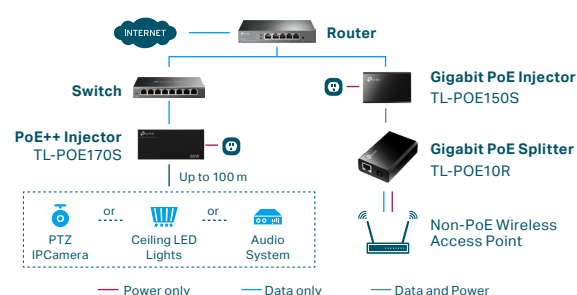 INTERNET
Router
Switch
Gigabit PoE Injector
TL-POE150S
PoE++ Injector
TL-POE170S
Gigabit PoE Splitter
TL-POE10R
Up to 100 m
or
or
PTZ
IPCamera
Ceiling LED
Lights
Audio
System
Non-PoE Wireless
Access Point
Power only
Data only
Data and Power